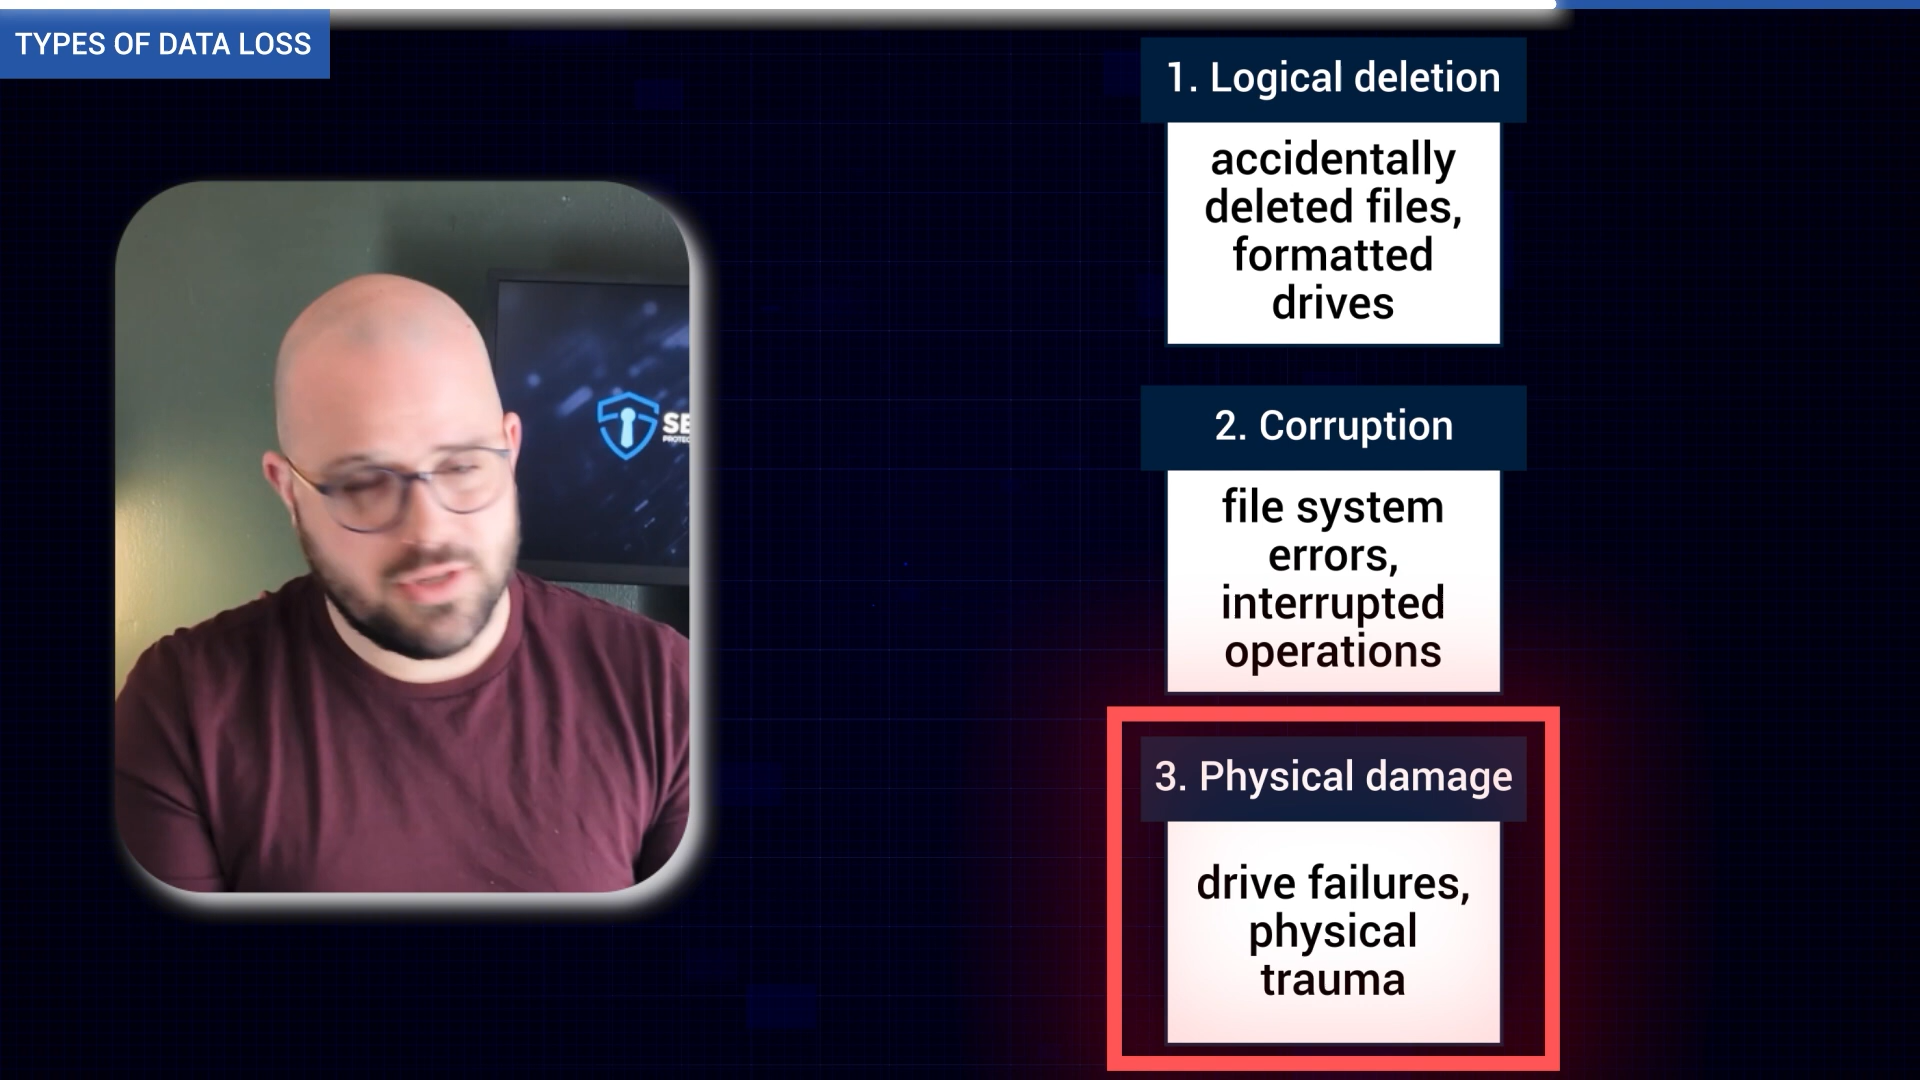 TYPES OF DATA LOSS
1. Logical deletion
accidentally
deleted files,
formatted
drives
2. Corruption
file system
errors,
interrupted
operations
3. Physical damage
drive failures,
physical
trauma
SE